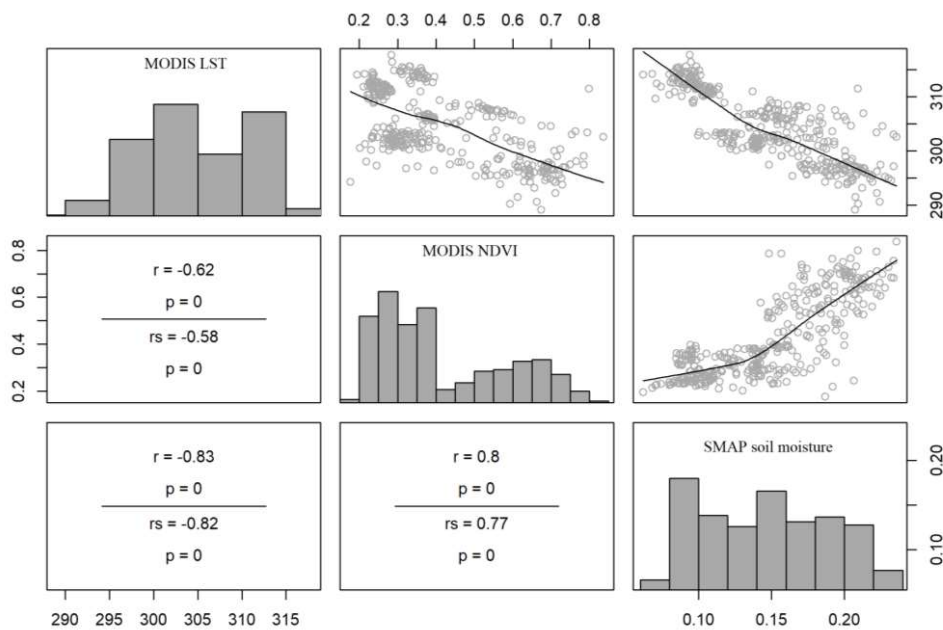 0.2 0.3 0.4 0.5 0.6 0.7 0.8
MODIS LST
290 300 310
0.2 0.4 0.6 0.8
r = -0.62
p = 0
rs = -0.58
p = 0
MODIS NDVI
r = -0.83
p = 0
rs = -0.82
p = 0
r = 0.8
p = 0
rs = 0.77
p = 0
SMAP soil moisture
0.10 0.20
290 295 300 305 310 315
0.10 0.15 0.20